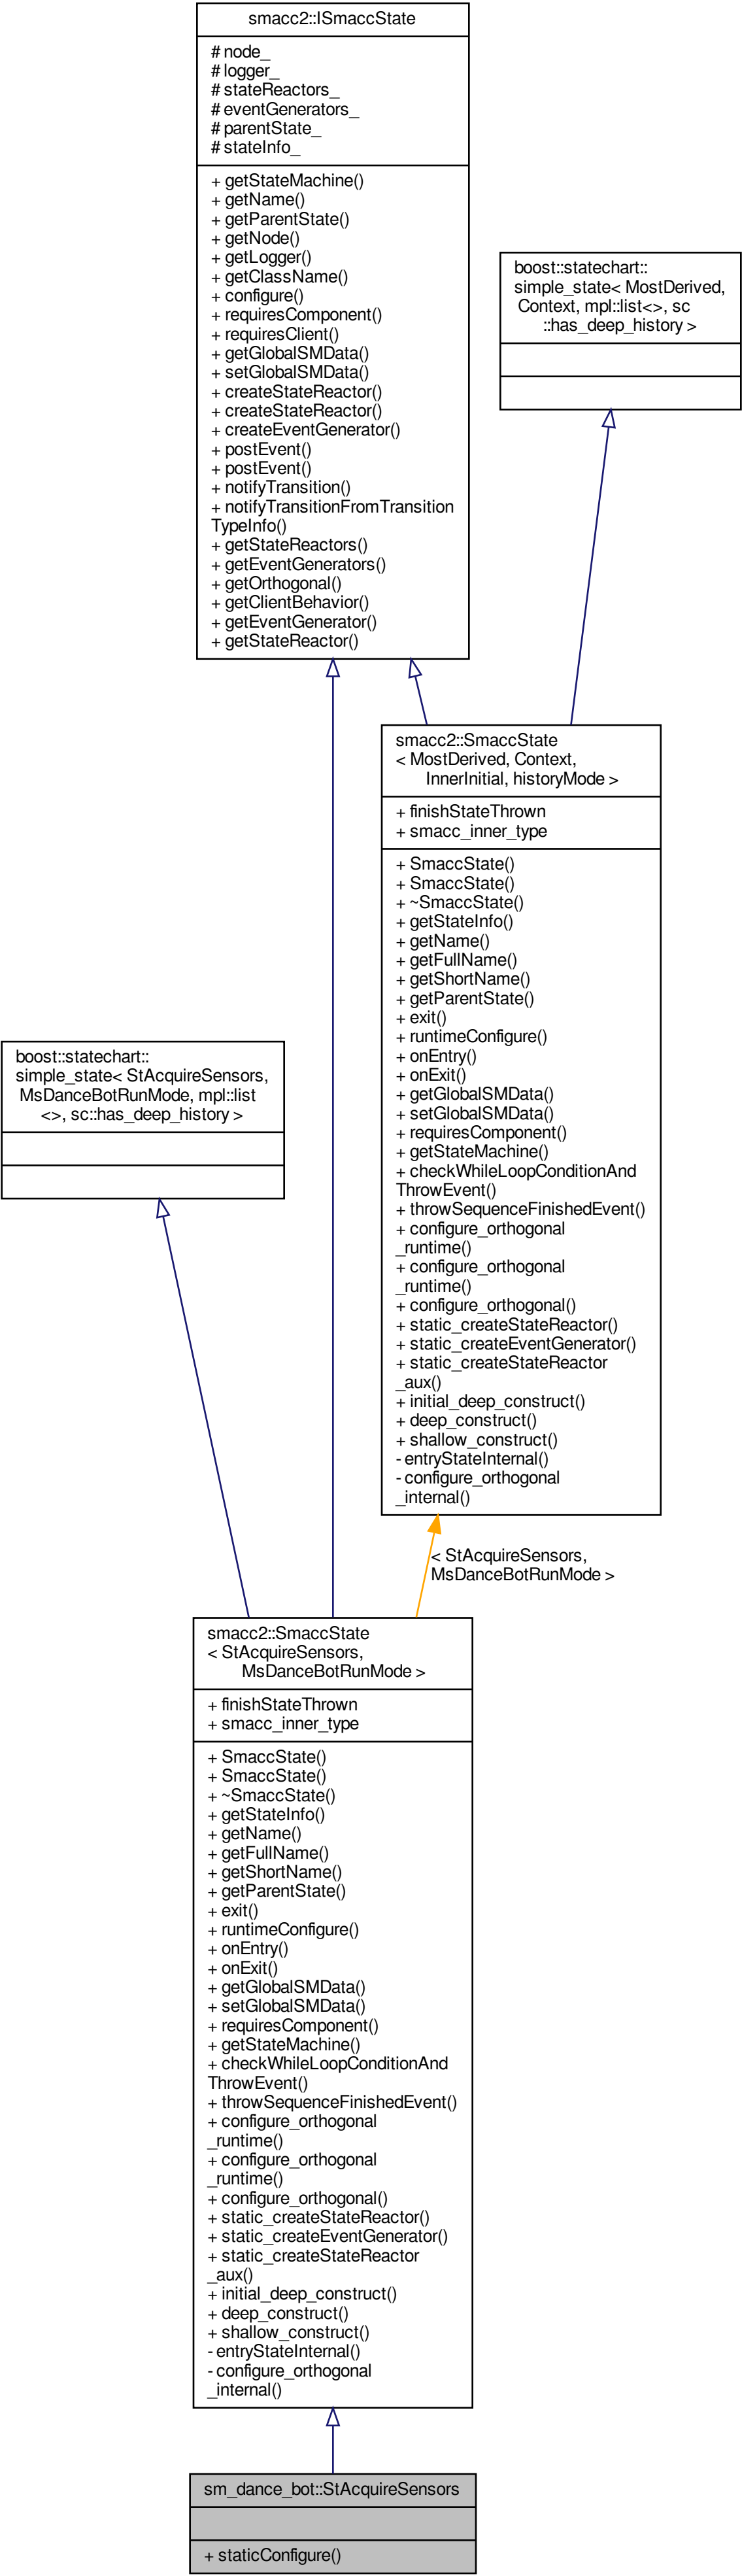 smacc2::ISmaccState
# node_
# logger_
# stateReactors_
# eventGenerators_
# parentState_
# stateInfo_
+ getStateMachine()
+ getName()
+ getParentState()
+ getNode()
+ getLogger()
+ getClassName()
+ configure()
+ requiresComponent()
+ requiresClient()
+ getGlobalSMData()
+ setGlobalSMData()
+ createStateReactor()
+ createStateReactor()
+ createEventGenerator()
+ postEvent()
+ postEvent()
+ notifyTransition()
+ notifyTransitionFromTransition
TypeInfo()
+ getStateReactors()
+ getEventGenerators()
+ getOrthogonal()
+ getClientBehavior()
+ getEventGenerator()
+ getStateReactor()
boost::statechart::
simple_state< MostDerived,
Context, mpl::list<>, sc
::has_deep_history >
smacc2::SmaccState
< MostDerived, Context,
InnerInitial, historyMode >
+ finishStateThrown
+ smacc_inner_type
+ SmaccState()
+ SmaccState()
+ ~SmaccState()
+ getStateInfo()
+ getName()
+ getFullName()
+ getShortName()
+ getParentState()
+ exit()
+ runtimeConfigure()
+ onEntry()
+ onExit()
+ getGlobalSMData()
+ setGlobalSMData()
+ requiresComponent()
+ getStateMachine()
+ checkWhileLoopConditionAnd
ThrowEvent()
+ throwSequenceFinishedEvent()
+ configure_orthogonal
_runtime()
+ configure_orthogonal
_runtime()
+ configure_orthogonal()
+ static_createStateReactor()
+ static_createEventGenerator()
+ static_createStateReactor
_aux()
+ initial_deep_construct()
+ deep_construct()
+ shallow_construct()
- entryStateInternal()
- configure_orthogonal
_internal()
boost::statechart::
simple_state< StAcquireSensors,
MsDanceBotRunMode, mpl::list
<>, sc::has_deep_history >
< StAcquireSensors,
MsDanceBotRunMode >
smacc2::SmaccState
< StAcquireSensors,
MsDanceBotRunMode >
+ finishStateThrown
+ smacc_inner_type
+ SmaccState()
+ SmaccState()
+ ~SmaccState()
+ getStateInfo()
+ getName()
+ getFullName()
+ getShortName()
+ getParentState()
+ exit()
+ runtimeConfigure()
+ onEntry()
+ onExit()
+ getGlobalSMData()
+ setGlobalSMData()
+ requiresComponent()
+ getStateMachine()
+ checkWhileLoopConditionAnd
ThrowEvent()
+ throwSequenceFinishedEvent()
+ configure_orthogonal
_runtime()
+ configure_orthogonal
_runtime()
+ configure_orthogonal()
+ static_createStateReactor()
+ static_createEventGenerator()
+ static_createStateReactor
_aux()
+ initial_deep_construct()
+ deep_construct()
+ shallow_construct()
- entryStateInternal()
- configure_orthogonal
_internal()
sm_dance_bot::StAcquireSensors
+ staticConfigure()